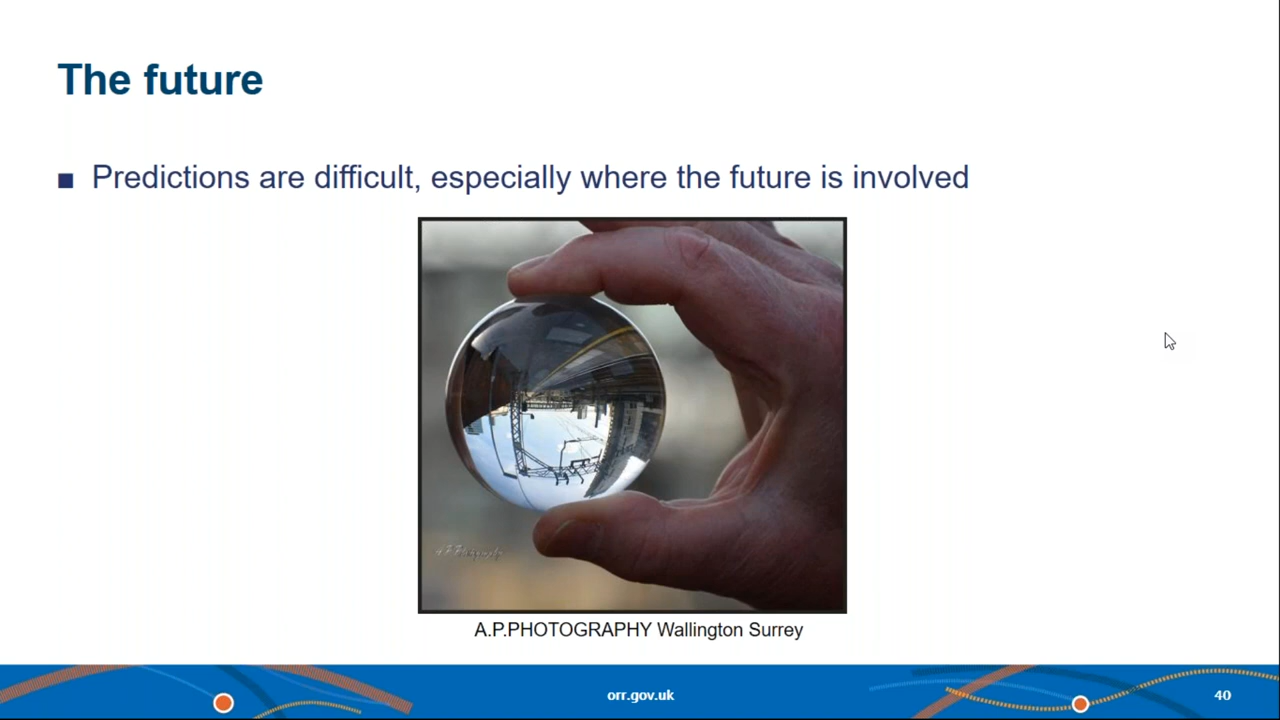 The future
■ Predictions are difficult, especially where the future is involved
A.P.PHOTOGRAPHY Wallington Surrey
orr.gov.uk
40